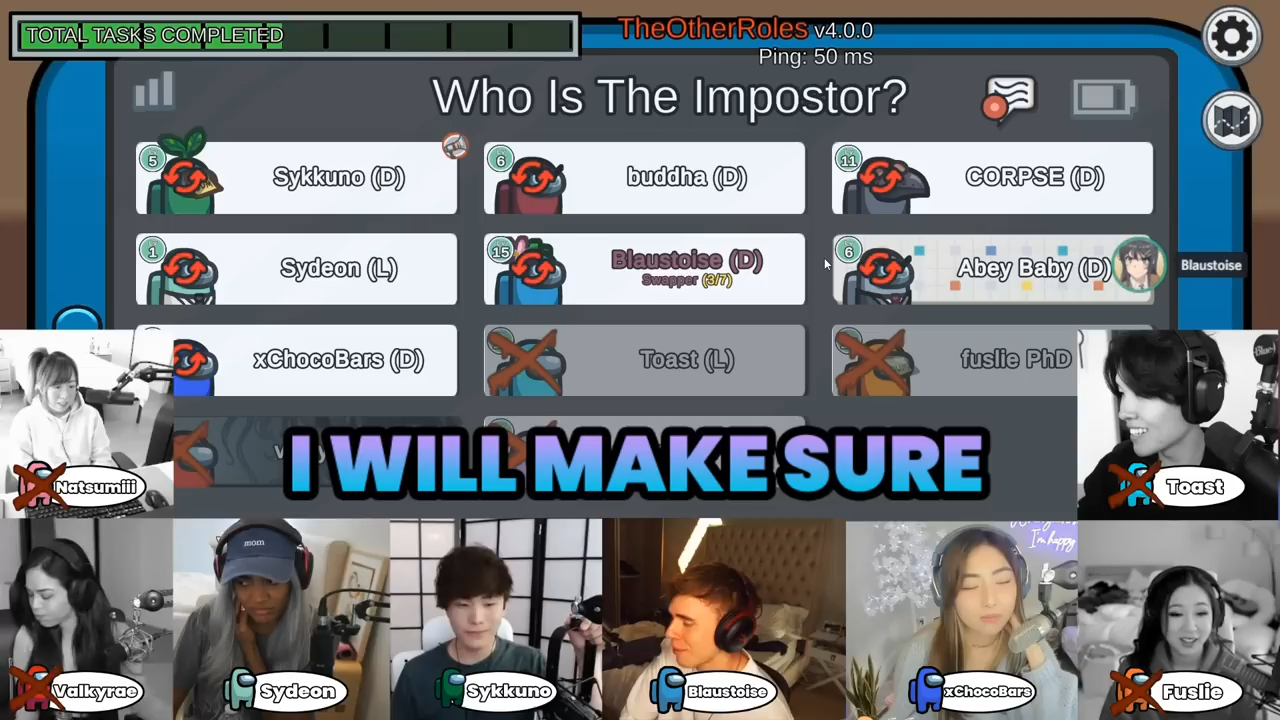 TOTAL TASKS COMPLETED
TheOtherRoles v4.0.0
Ping: 50 ms
Who Is The Impostor?
5
Sykkuno (D)
6
buddha (D)
11
CORPSE (D)
1
Sydeon (L)
15
Blaustoise (D)
Swapper (3/7)
6
Abey Baby (D)
Blaustoise
xChocoBars (D)
Toast (L)
fuslie PhD
I WILL MAKE SURE
Natsumiii
Toast
mom
I'm happy
Valkyrae
Sydeon
Sykkuno
Blaustoise
xChocoBars
Fuslie